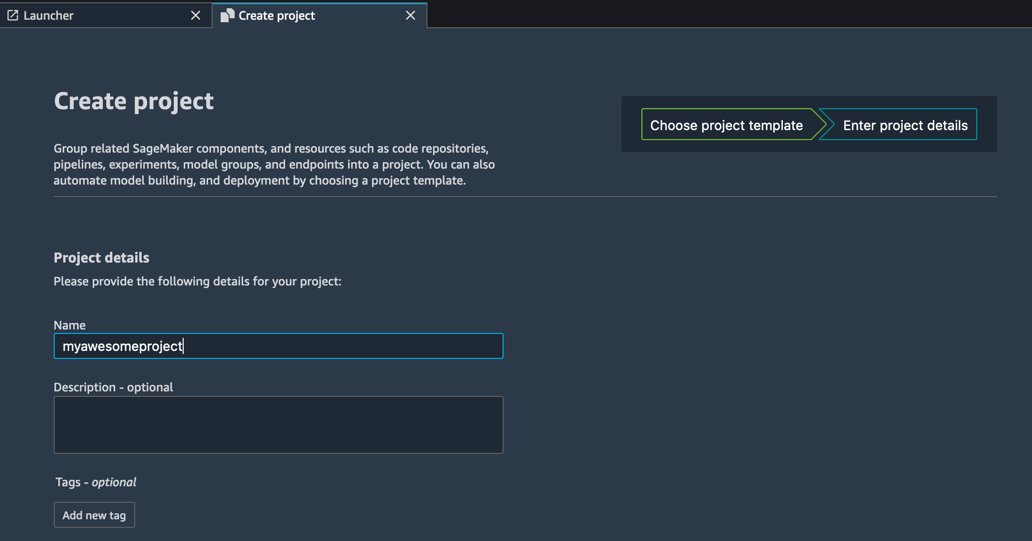 Launcher
Create project
Create project
Choose project template
Enter project details
Group related SageMaker components, and resources such as code repositories,
pipelines, experiments, model groups, and endpoints into a project. You can also
automate model building, and deployment by choosing a project template.
Project details
Please provide the following details for your project:
Name
myawesomeproject
Description - optional
Tags - optional
Add new tag